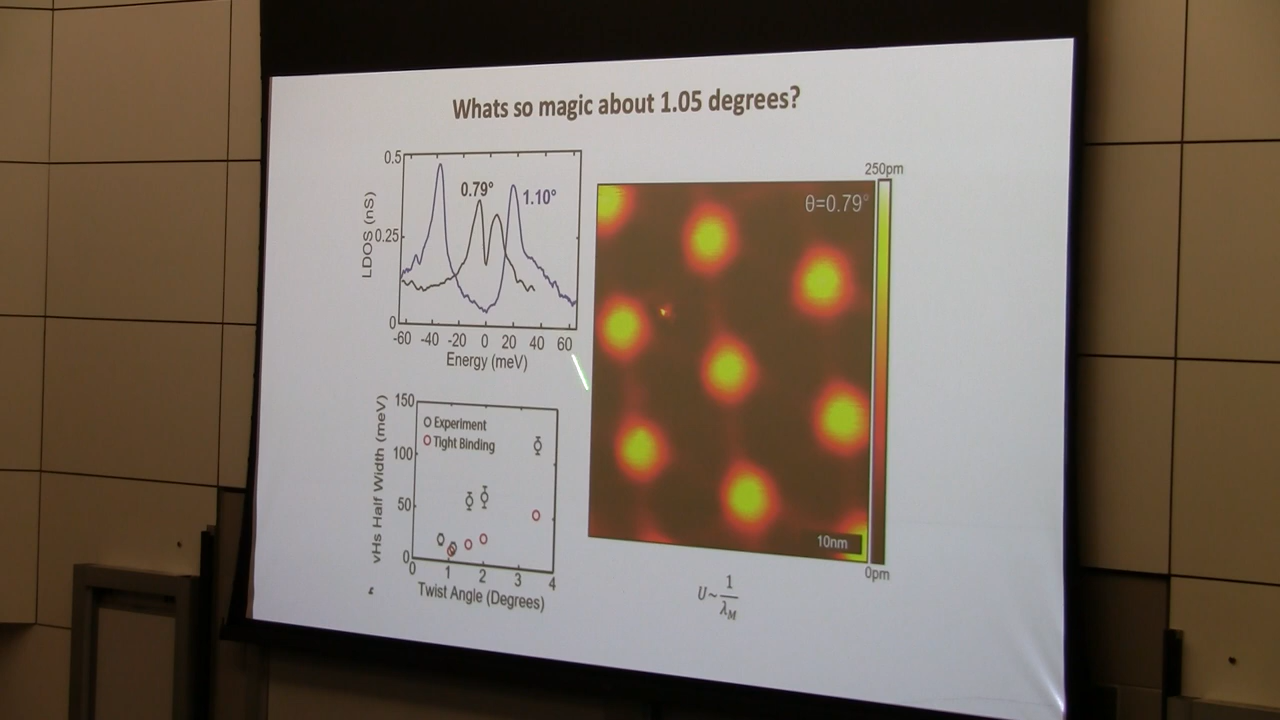 Whats so magic about 1.05 degrees?
0.5
0.25
0
LDOS (nS)
0.79°
1.10°
-60 -40 -20 0 20 40 60
Energy (meV)
150
100
50
0
vHs Half Width (meV)
Experiment
Tight Binding
0 1 2 3 4
Twist Angle (Degrees)
250pm
θ=0.79°
10nm
0pm
U~1/λM